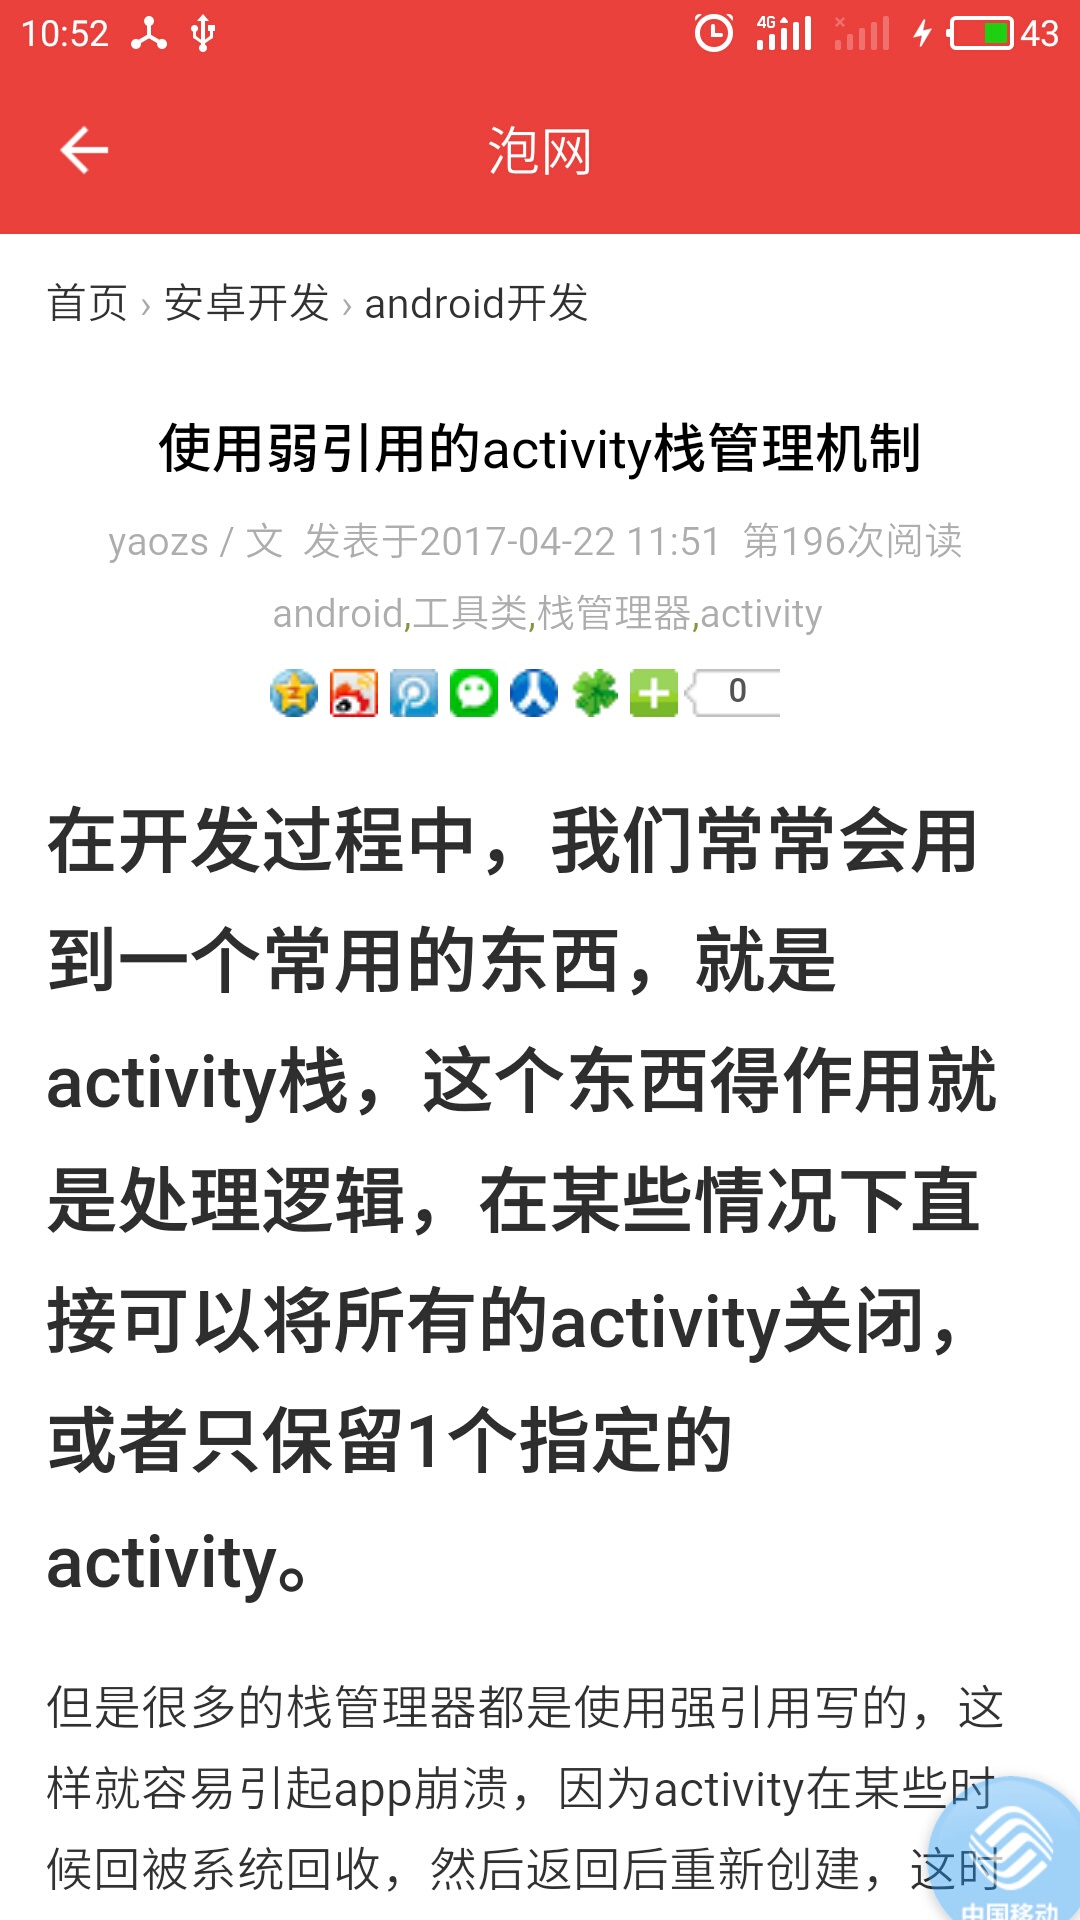 10:52
4G
43
泡网
首页 › 安卓开发 › android开发
使用弱引用的activity栈管理机制
yaozs / 文 发表于2017-04-22 11:51 第196次阅读
android,工具类,栈管理器,activity
0
在开发过程中，我们常常会用
到一个常用的东西，就是
activity栈，这个东西得作用就
是处理逻辑，在某些情况下直
接可以将所有的activity关闭，
或者只保留1个指定的
activity。
但是很多的栈管理器都是使用强引用写的，这
样就容易引起app崩溃，因为activity在某些时
候回被系统回收，然后返回后重新创建，这时
中国移动